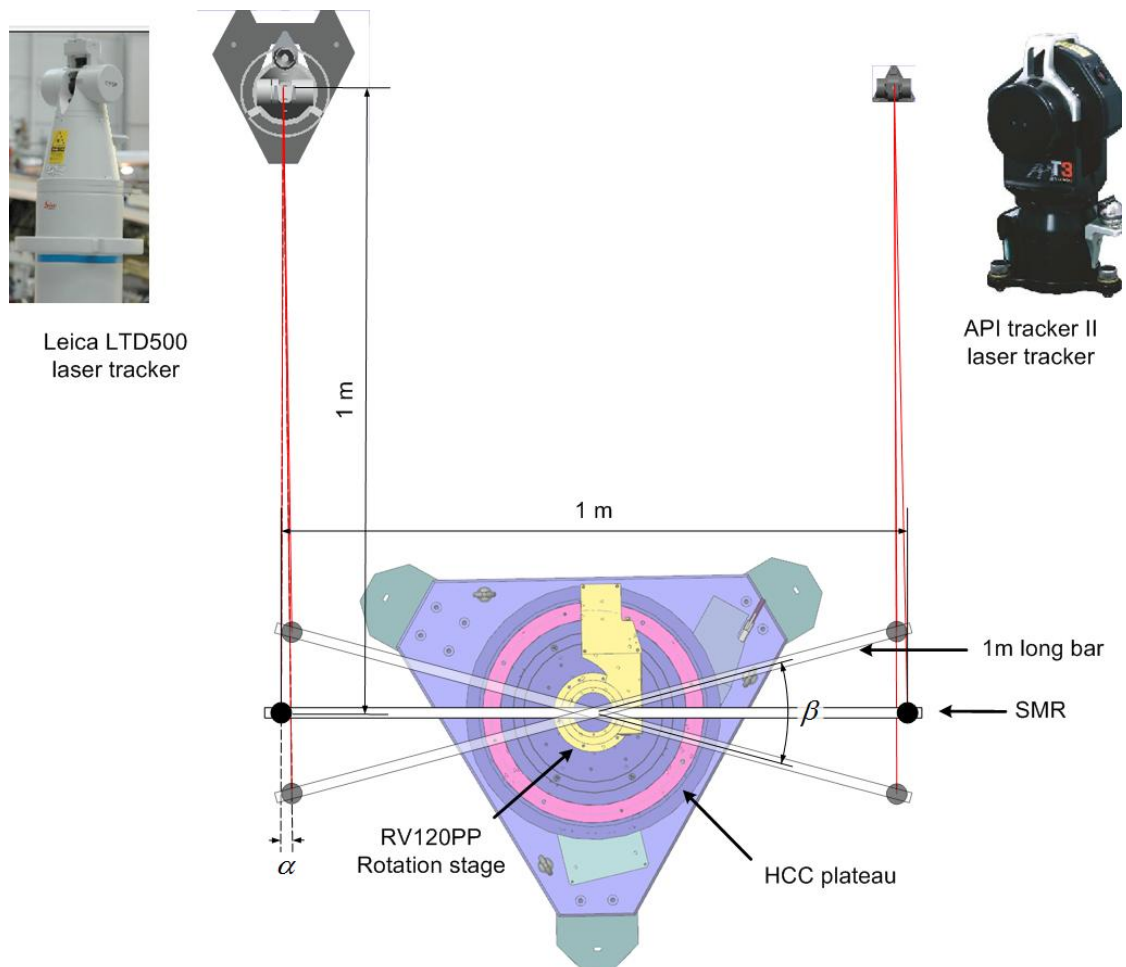 Leica LTD500
laser tracker
T3
API tracker II
laser tracker
1 m
1 m
1m long bar
β
SMR
RV120PP
Rotation stage
HCC plateau
α